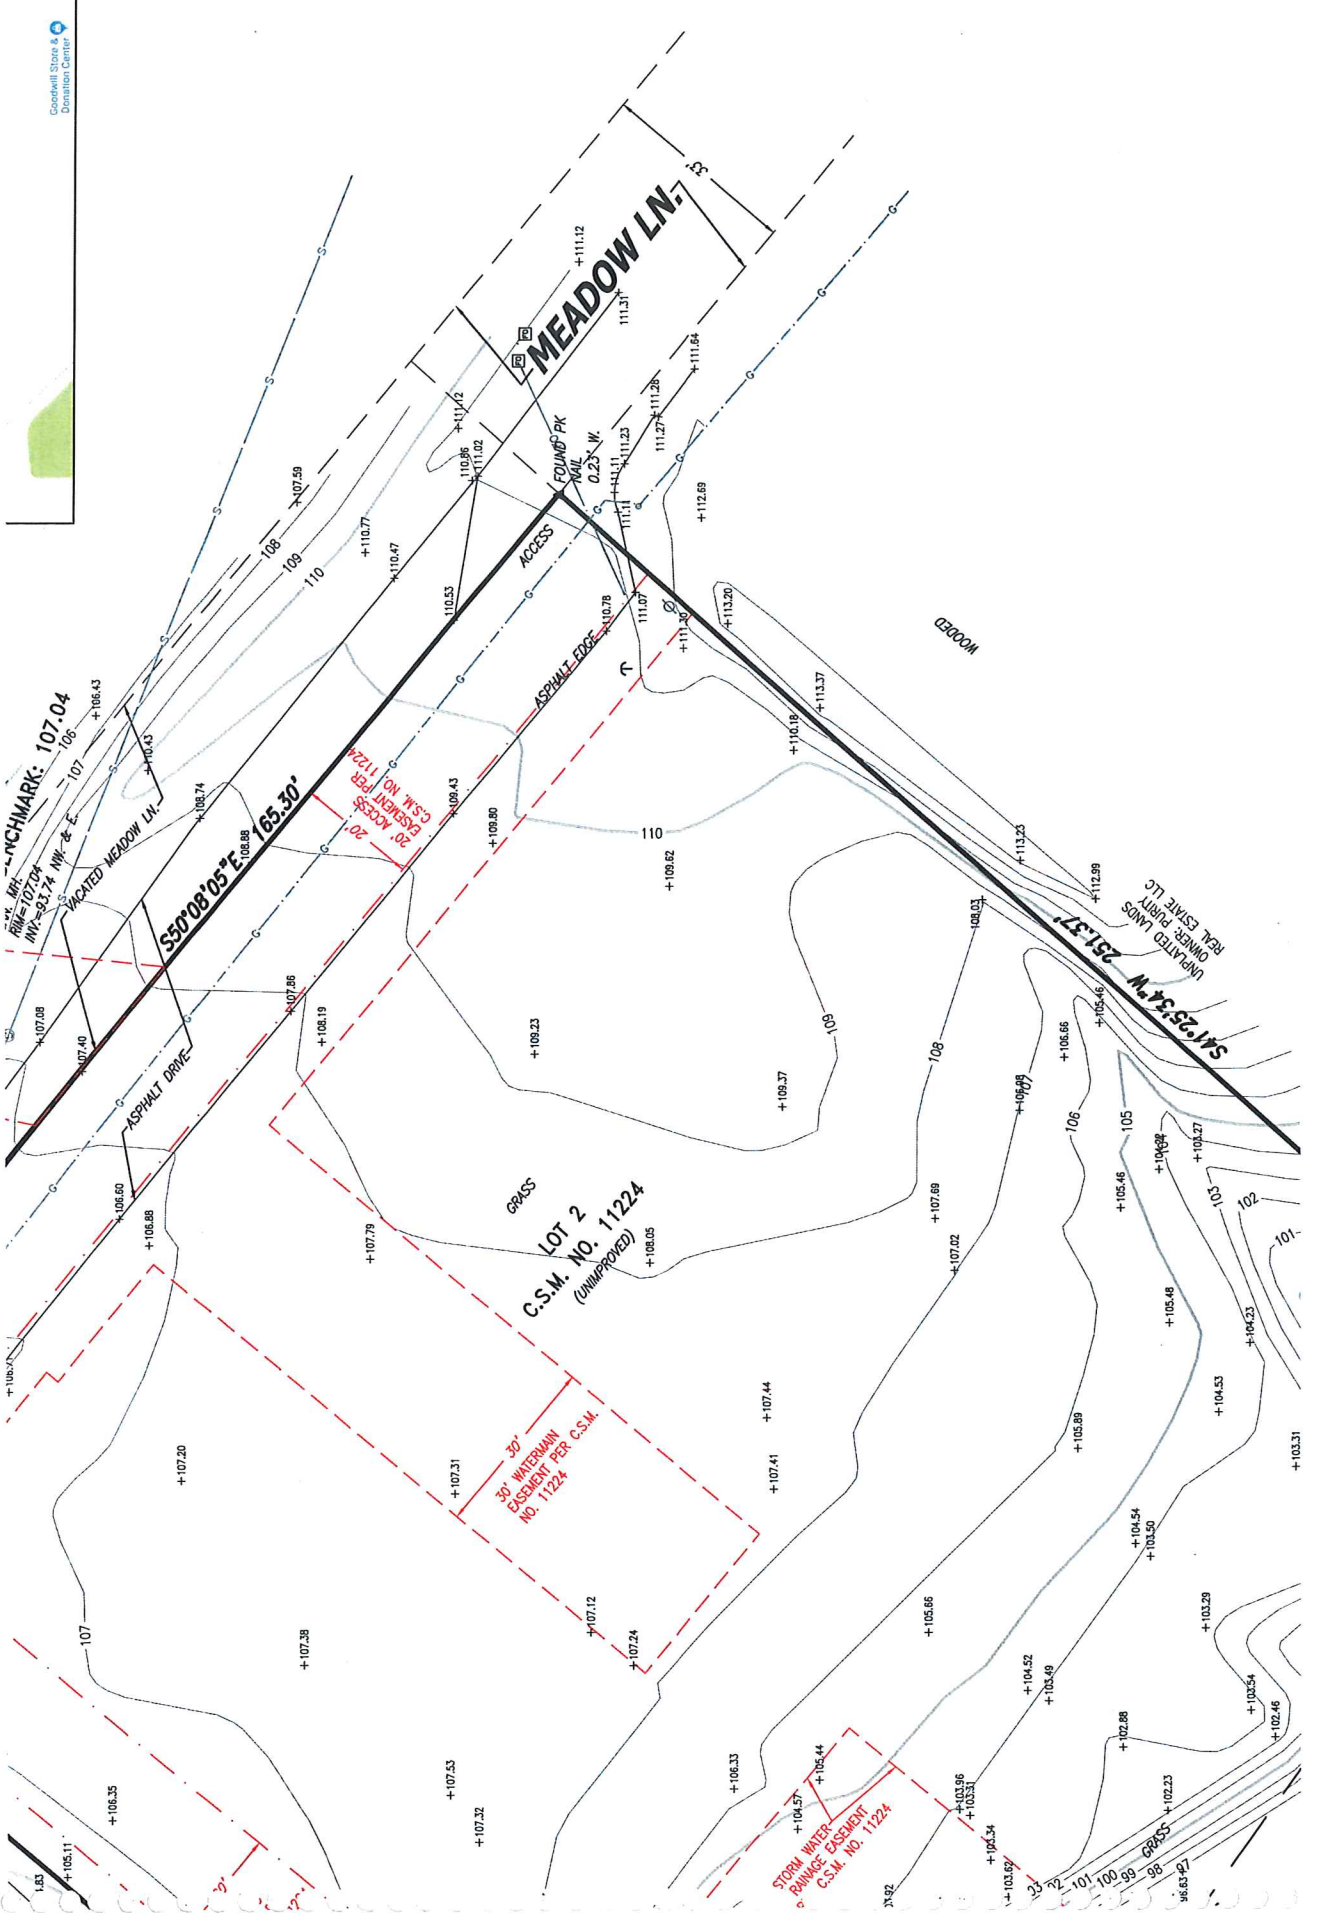 Goodwill Store &
Donation Center
33'
MEADOW LN.
PD
PD
+111.12
111.31
+111.64
+111.12
+111.28
111.27
+111.23
+111.11
111.11
110.86
+111.02
FOUND PK
NAIL
0.23' W.
+112.69
+107.59
+110.77
+110.47
108
109
110
110.53
ACCESS
+110.78
111.07
+111.30
+113.20
WOODED
ASPHALT EDGE
BENCHMARK: 107.04
MH.
RIM=107.04
INV.=93.74 NW. & E.
106
107
+106.43
+110.43
+108.74
VACATED MEADOW LN.
108.88
S50°08'05"E 165.30'
20'
20' ACCESS
EASEMENT PER
C.S.M. NO. 11224
+109.43
+109.80
110
+109.62
+110.18
+113.37
+113.23
+112.99
108.03
UNPLATTED LANDS
OWNER: PURITY
REAL ESTATE LLC
S41°25'34"W 251.37'
+107.08
+107.40
ASPHALT DRIVE
+107.86
+108.19
+109.23
109
+109.37
108
+105.46
+106.66
107
106
105
+103.27
103
102
101
+106.60
+106.88
+107.79
GRASS
LOT 2
C.S.M. NO. 11224
(UNIMPROVED)
+108.05
+107.69
+107.02
+105.46
+105.48
+104.23
+107.20
+107.31
30'
30' WATERMAIN
EASEMENT PER C.S.M.
NO. 11224
+107.44
+107.41
+105.89
+104.53
+103.31
+104.54
+103.50
107
+107.38
+107.12
+107.24
+105.66
+104.52
+103.49
+103.29
+103.54
+102.46
+102.88
+106.35
+105.11
+107.53
+107.32
+106.33
+105.44
+104.57
STORM WATER
RAINAGE EASEMENT
C.S.M. NO. 11224
+103.96
+103.31
+103.34
+103.62
+102.23
GRASS
101
100
99
98
97